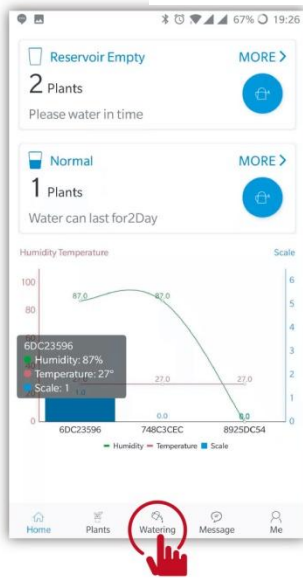 67% 19:26
Reservoir Empty MORE >
2 Plants
Please water in time
Normal MORE >
1 Plants
Water can last for2Day
Humidity Temperature Scale
100
80
0
6
5
4
3
2
1
0
87.0 87.0
27.0 27.0
0.0 0.0
6DC23596
Humidity: 87%
Temperature: 27°
Scale: 1
6DC23596 748C3CEC 8925DC54
Humidity Temperature Scale
Home Plants Watering Message Me